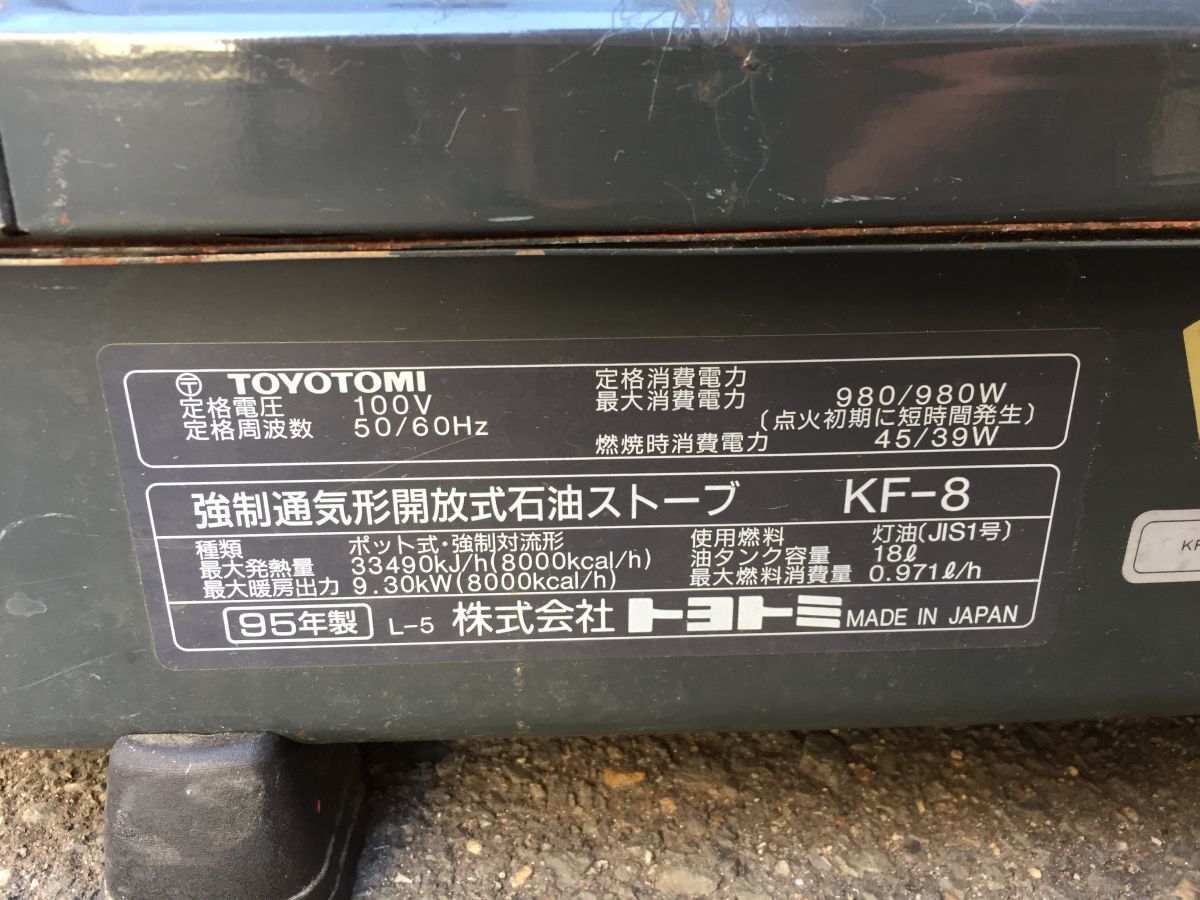 〒 TOYOTOMI
定格電圧 100V
定格周波数 50/60Hz
定格消費電力
最大消費電力 980/980W
(点火初期に短時間発生)
燃焼時消費電力 45/39W
強制通気形開放式石油ストーブ KF-8
種類 ポット式・強制対流形
最大発熱量 33490kJ/h(8000kcal/h)
最大暖房出力 9.30kW(8000kcal/h)
使用燃料 灯油(JIS1号)
油タンク容量 18ℓ
最大燃料消費量 0.971ℓ/h
95年製 L-5 株式会社 トヨトミ MADE IN JAPAN